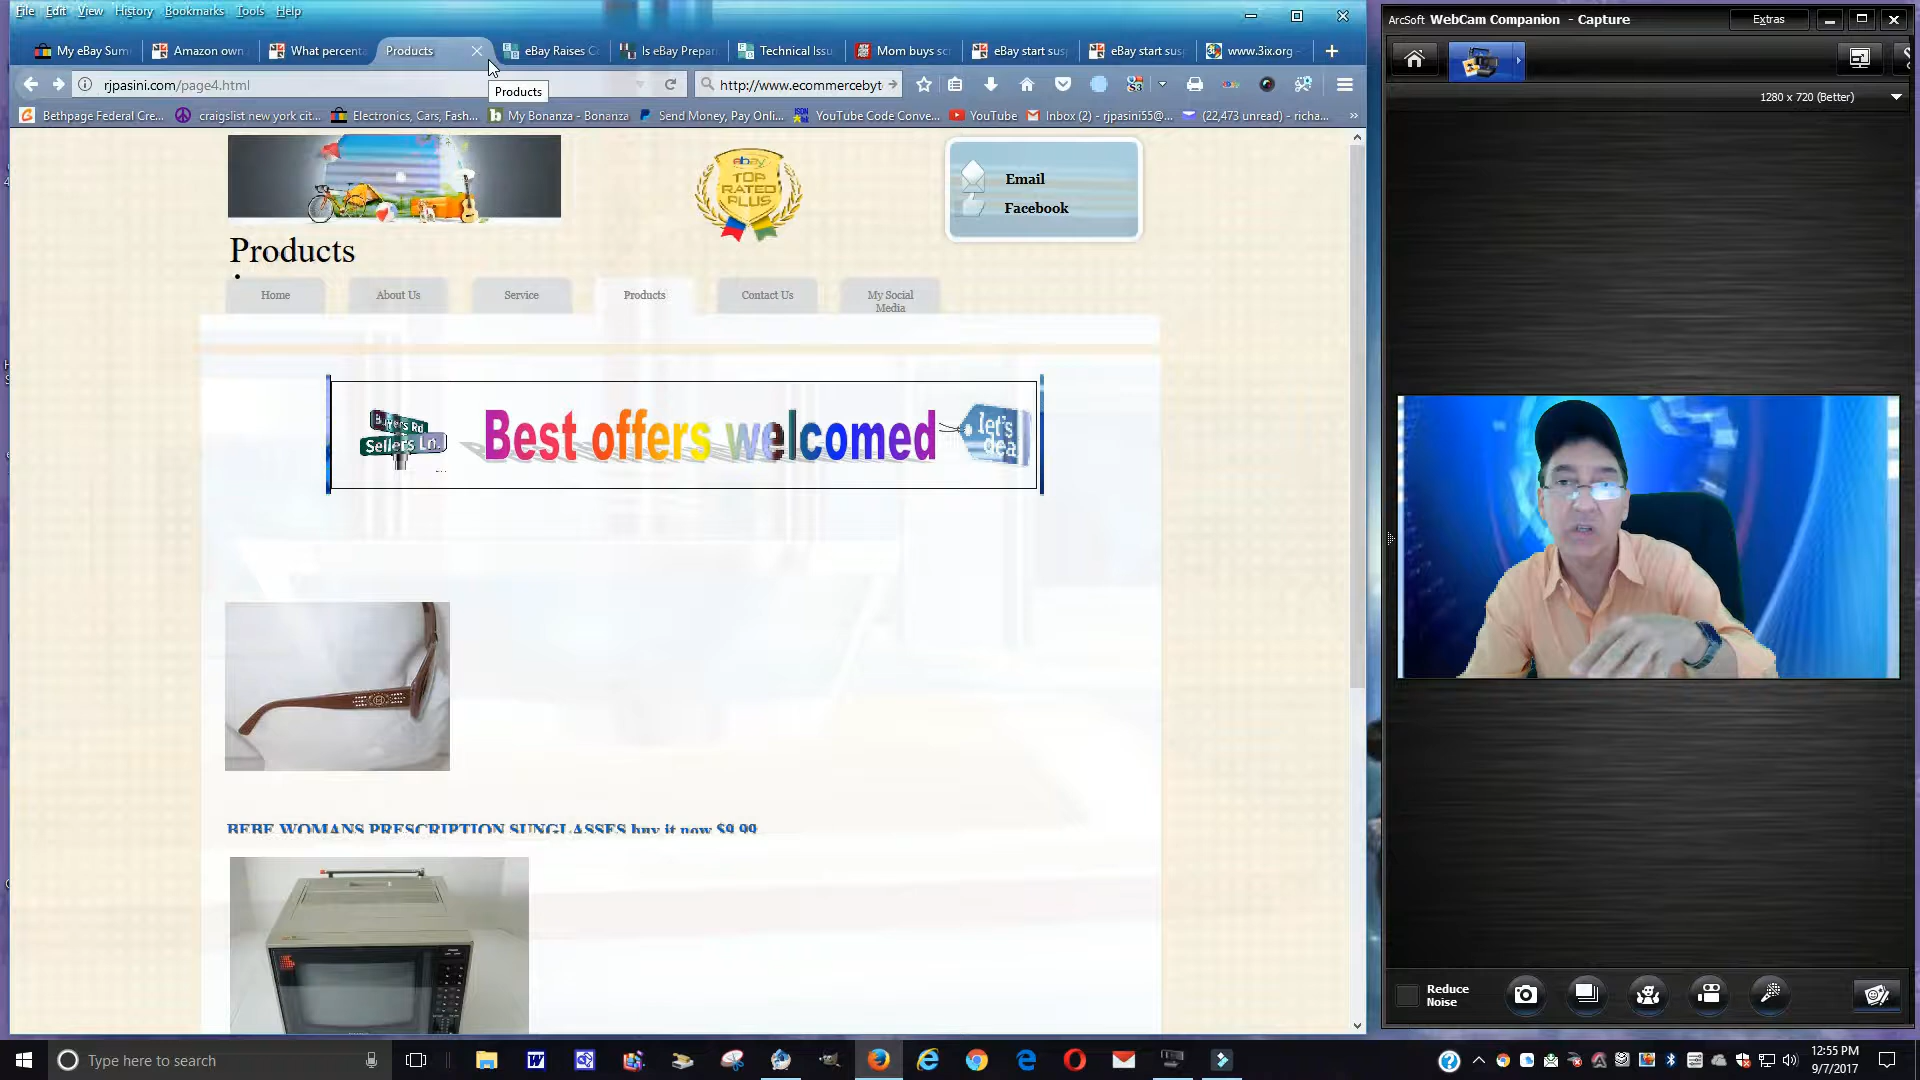 File Edit View History Bookmarks Tools Help
ArcSoft WebCam Companion - Capture
Extras
My eBay Sum
Amazon own
What percenta
Products
eBay Raises C
Is eBay Prepar
Technical Issu
Mom buys sc
eBay start sus
eBay start sus
www.3ix.org
rjpasini.com/page4.html
http://www.ecommercebyt
Products
1280 x 720 (Better)
Bethpage Federal Cre...
craigslist new york cit...
Electronics, Cars, Fash...
My Bonanza - Bonanza
Send Money, Pay Onli...
YouTube Code Conve...
YouTube
Inbox (2) - rjpasini55@...
(22,473 unread) - richa...
ebay
TOP
RATED
PLUS
Email
Facebook
Products
Home
About Us
Service
Products
Contact Us
My Social
Media
Buyers Rd
Sellers Ln.
Best offers welcomed
let's
dea
BEBE WOMANS PRESCRIPTION SUNGLASSES buy it now $9.99
Reduce
Noise
Type here to search
12:55 PM
9/7/2017